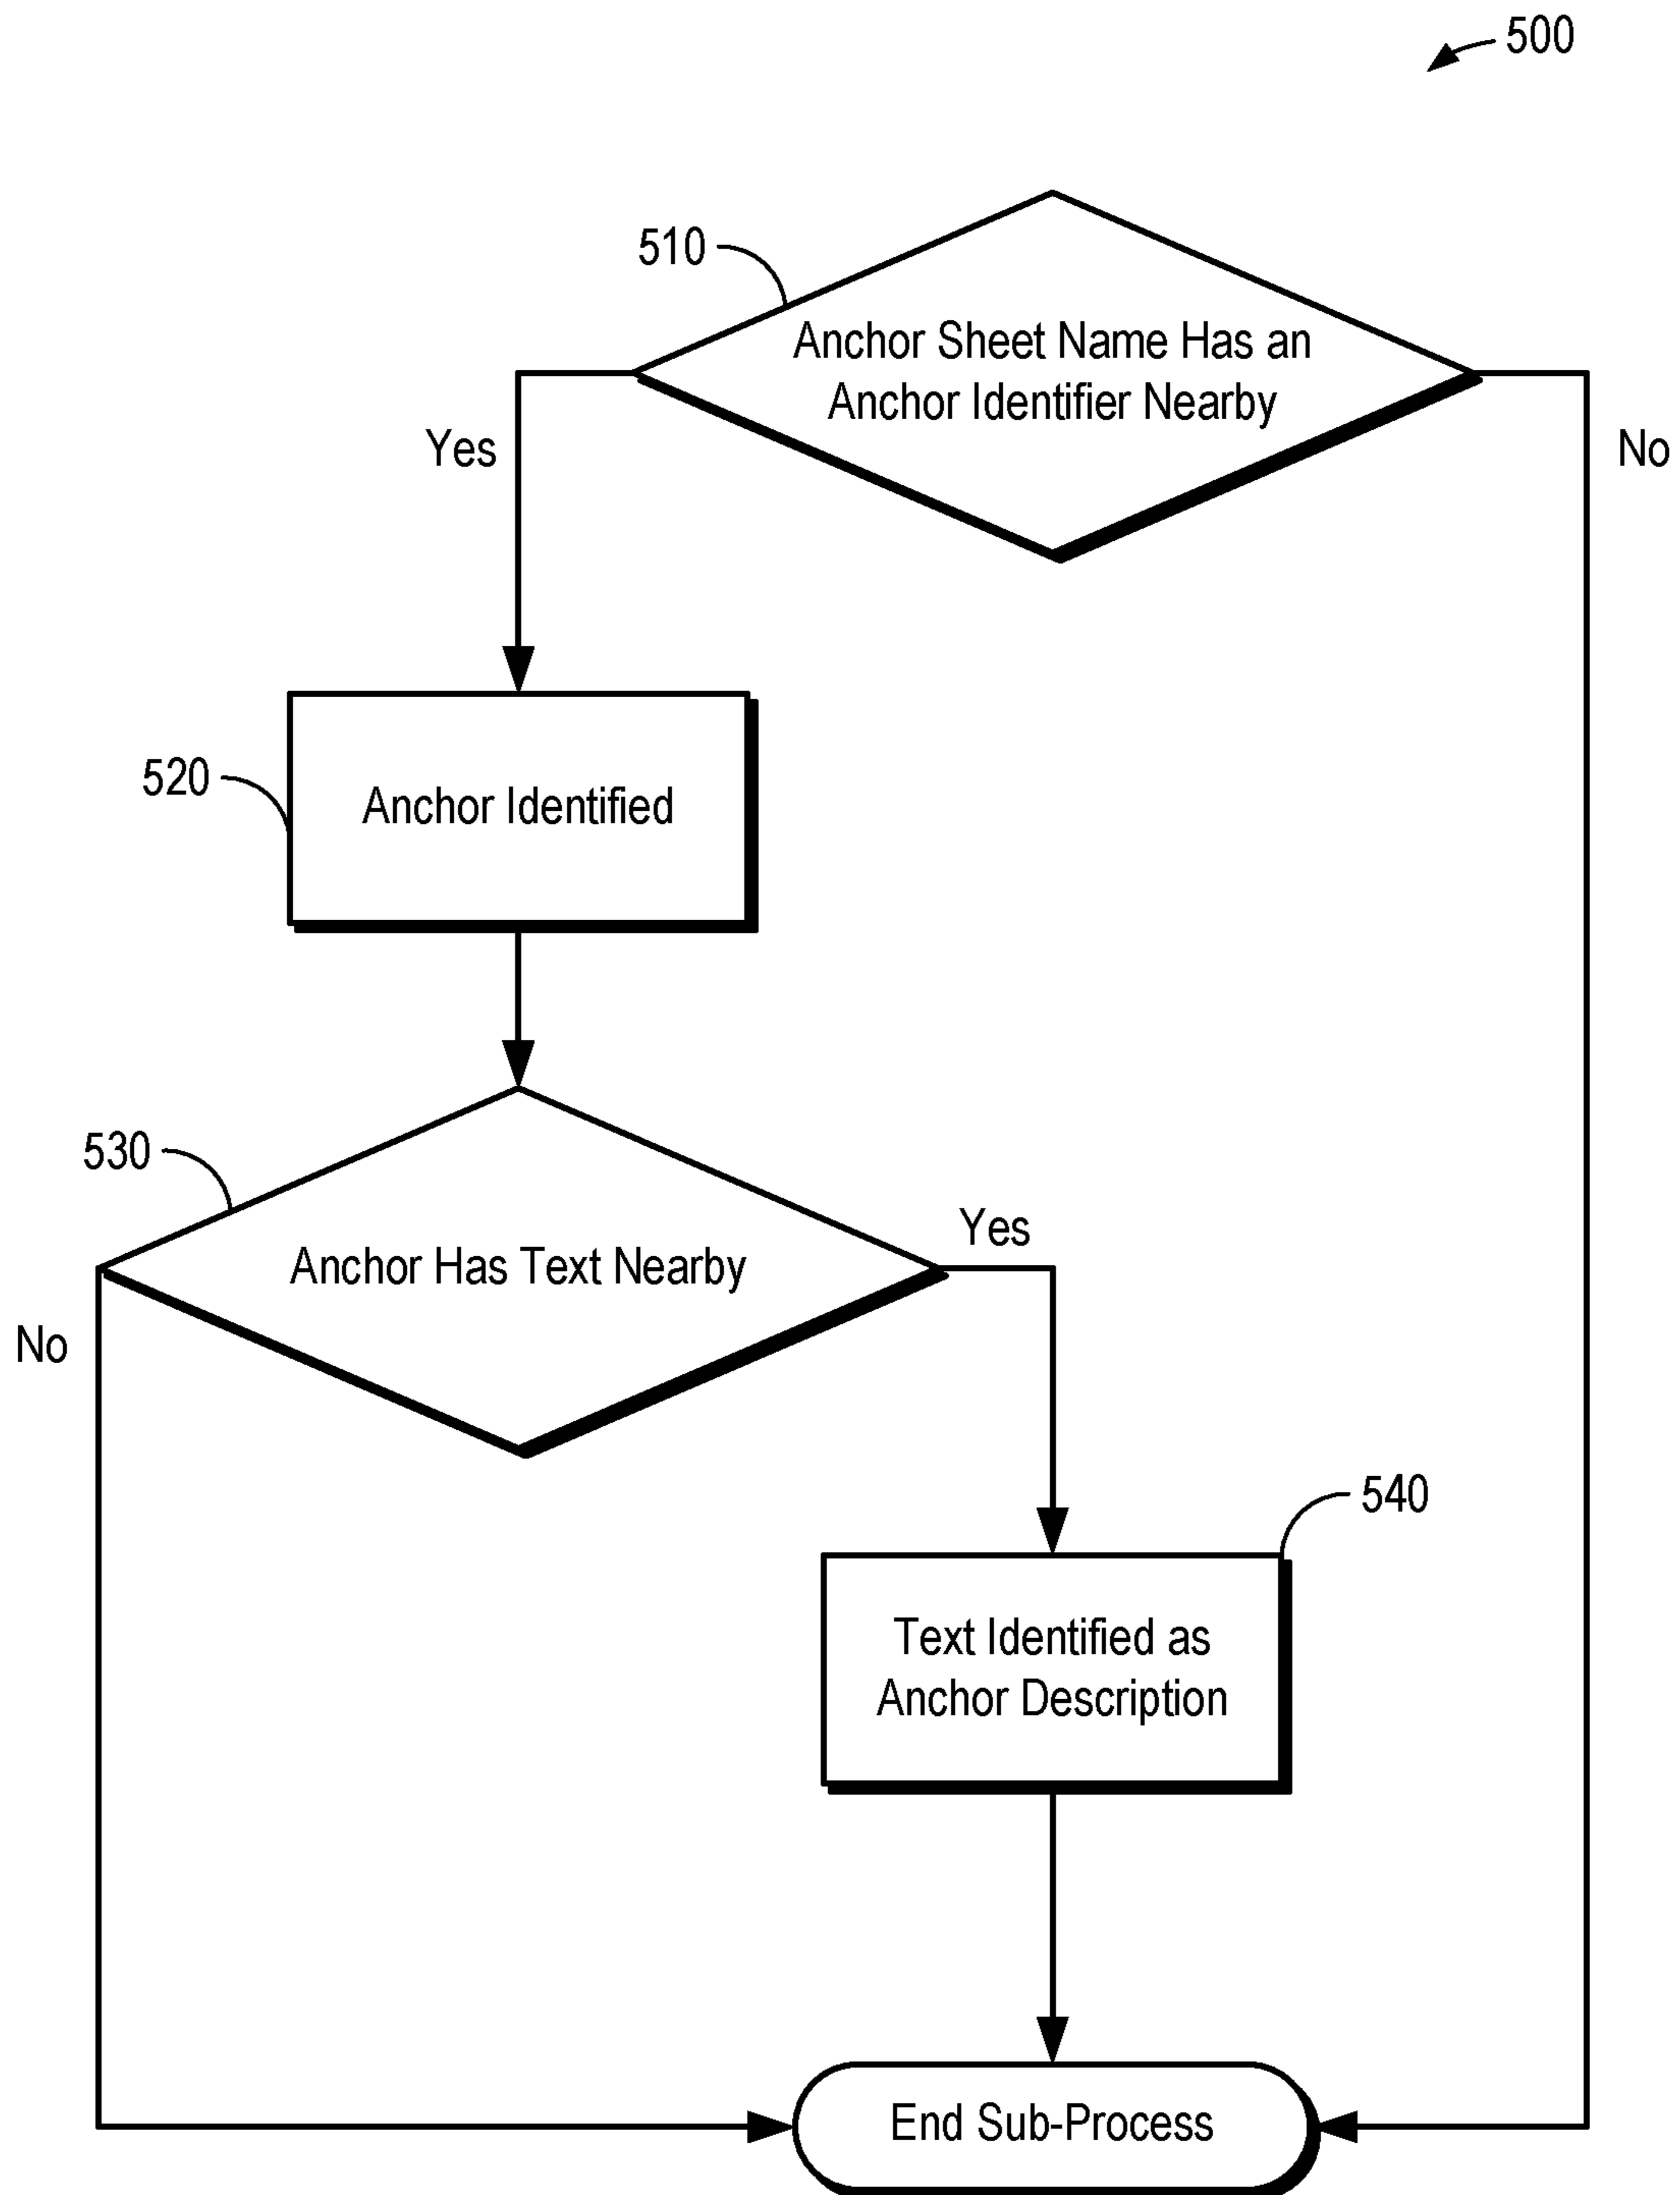 500
510
Anchor Sheet Name Has an
Anchor Identifier Nearby
Yes
No
520
Anchor Identified
530
Yes
Anchor Has Text Nearby
No
540
Text Identified as
Anchor Description
End Sub-Process